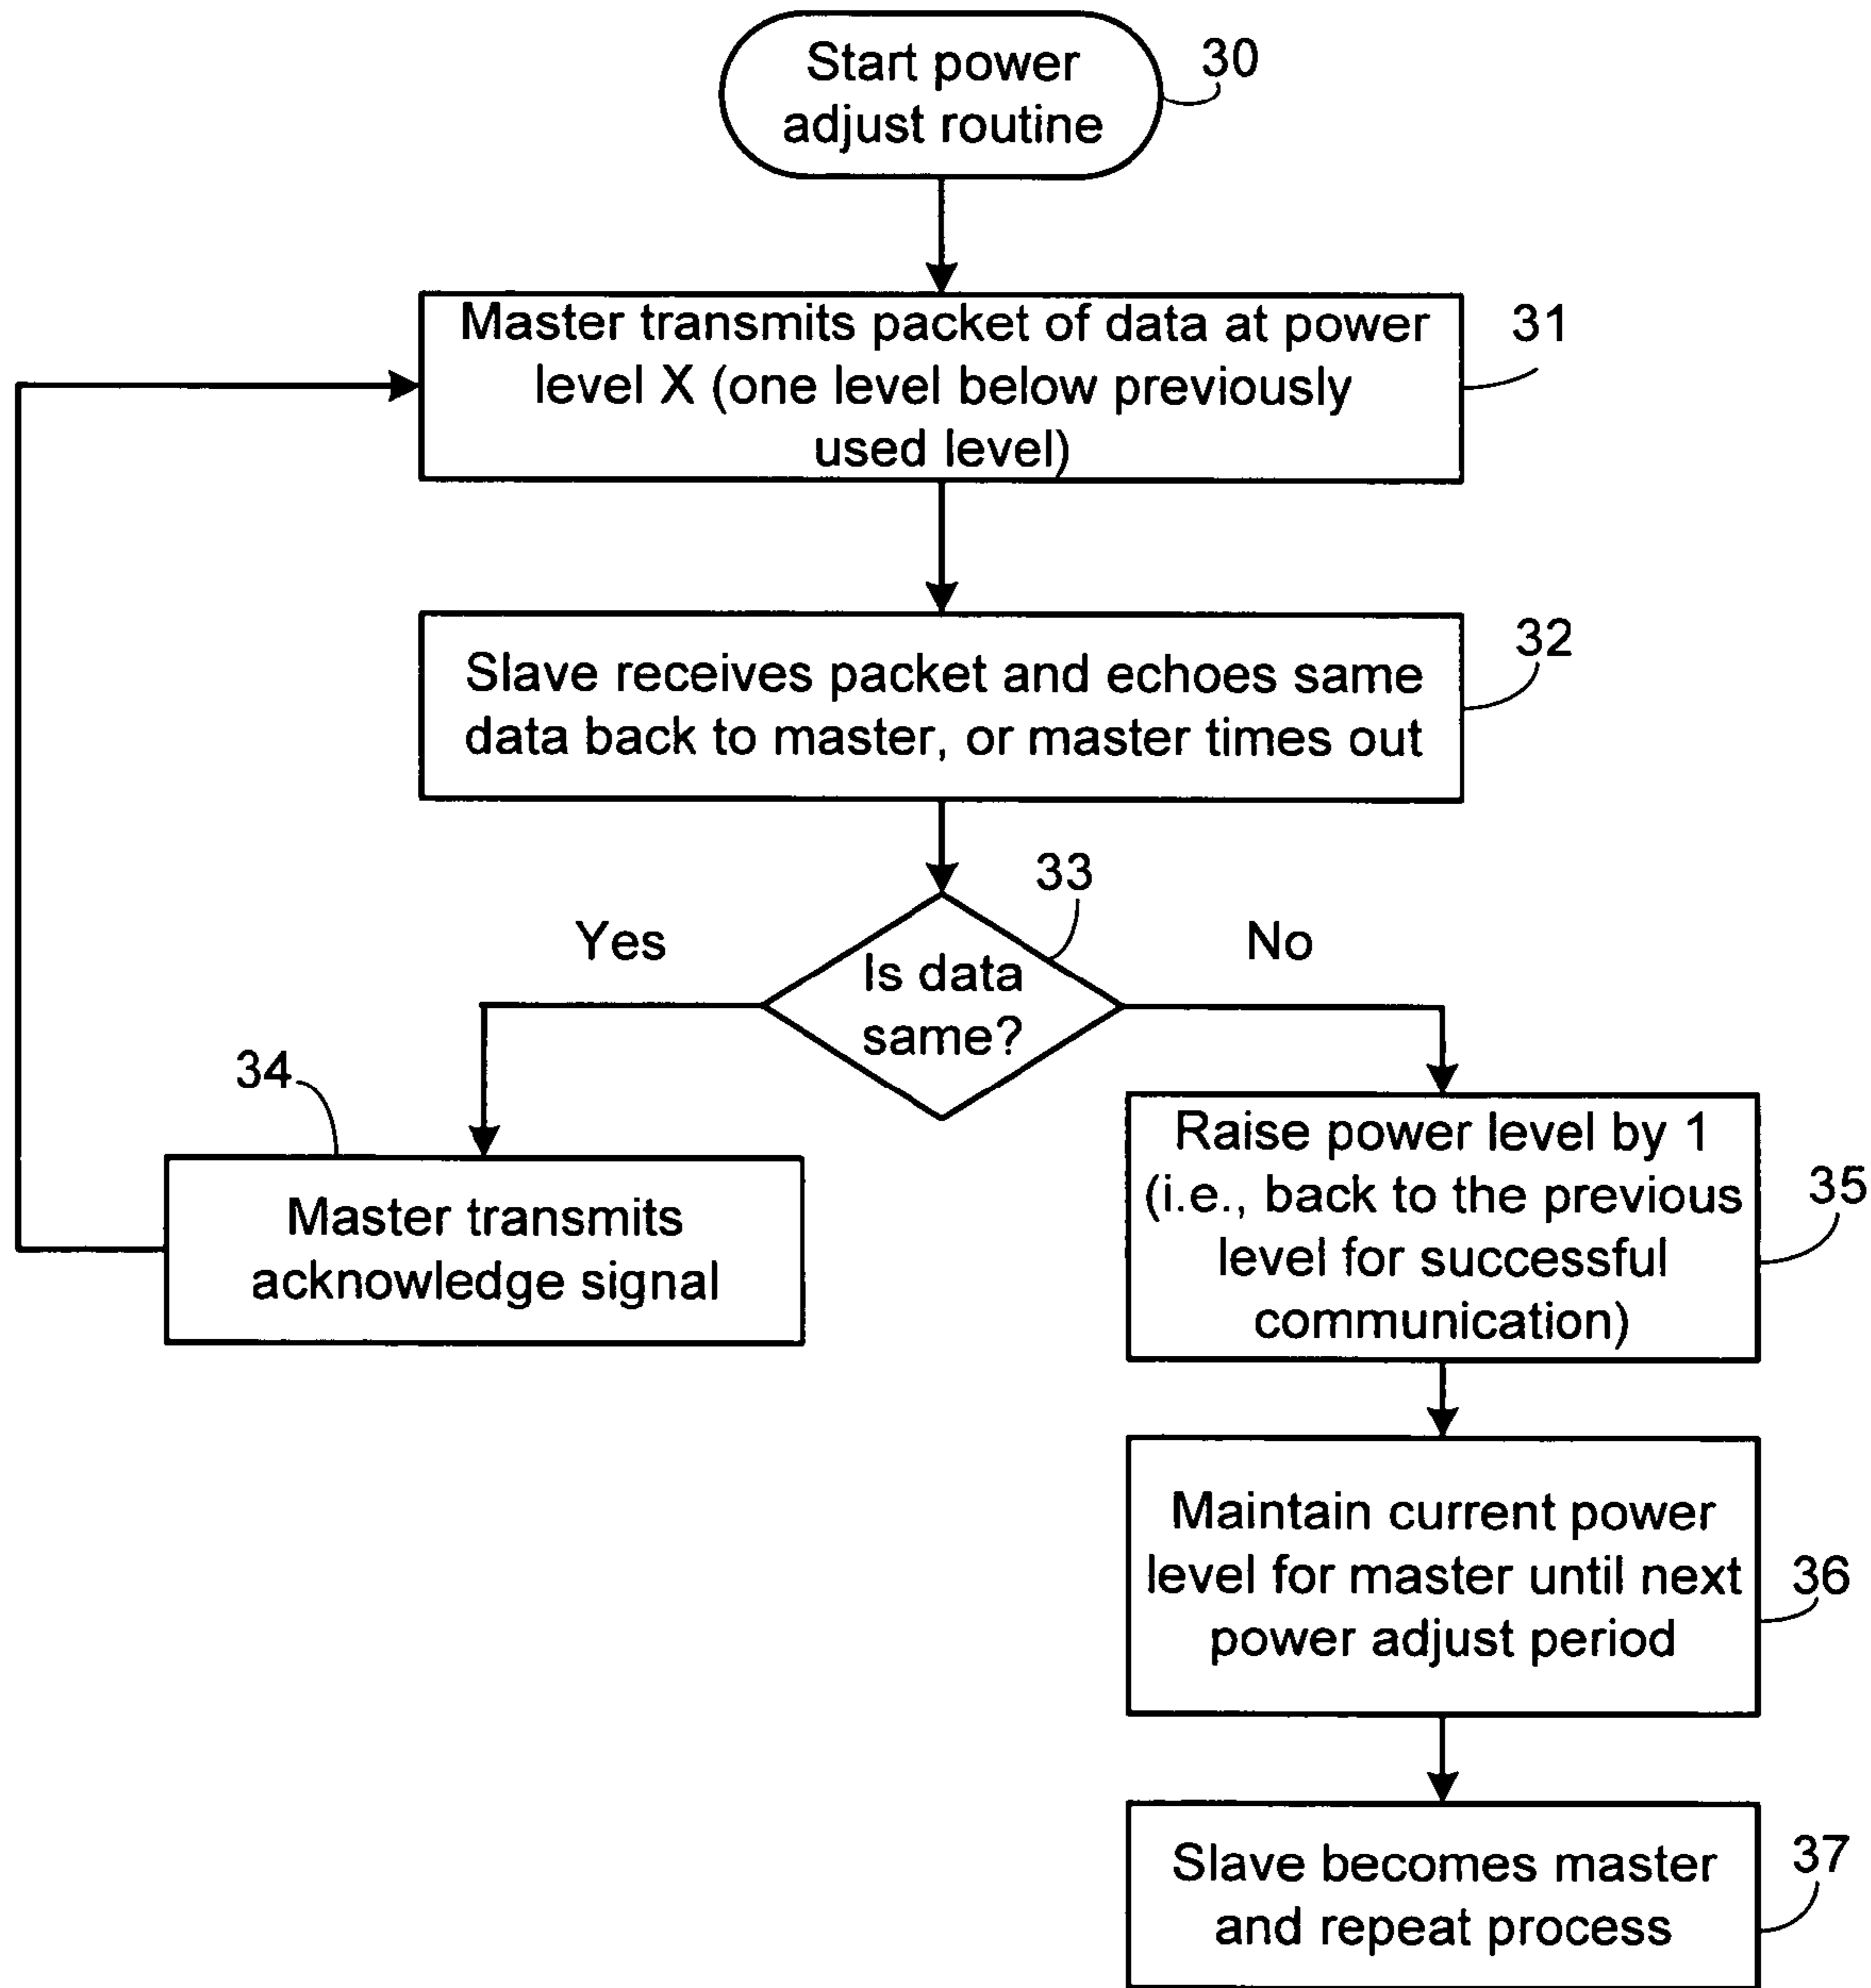 Start power
adjust routine
30
Master transmits packet of data at power
level X (one level below previously
used level)
31
Slave receives packet and echoes same
data back to master, or master times out
32
33
Yes
No
Is data
same?
34
Master transmits
acknowledge signal
Raise power level by 1
(i.e., back to the previous
level for successful
communication)
35
Maintain current power
level for master until next
power adjust period
36
Slave becomes master
and repeat process
37